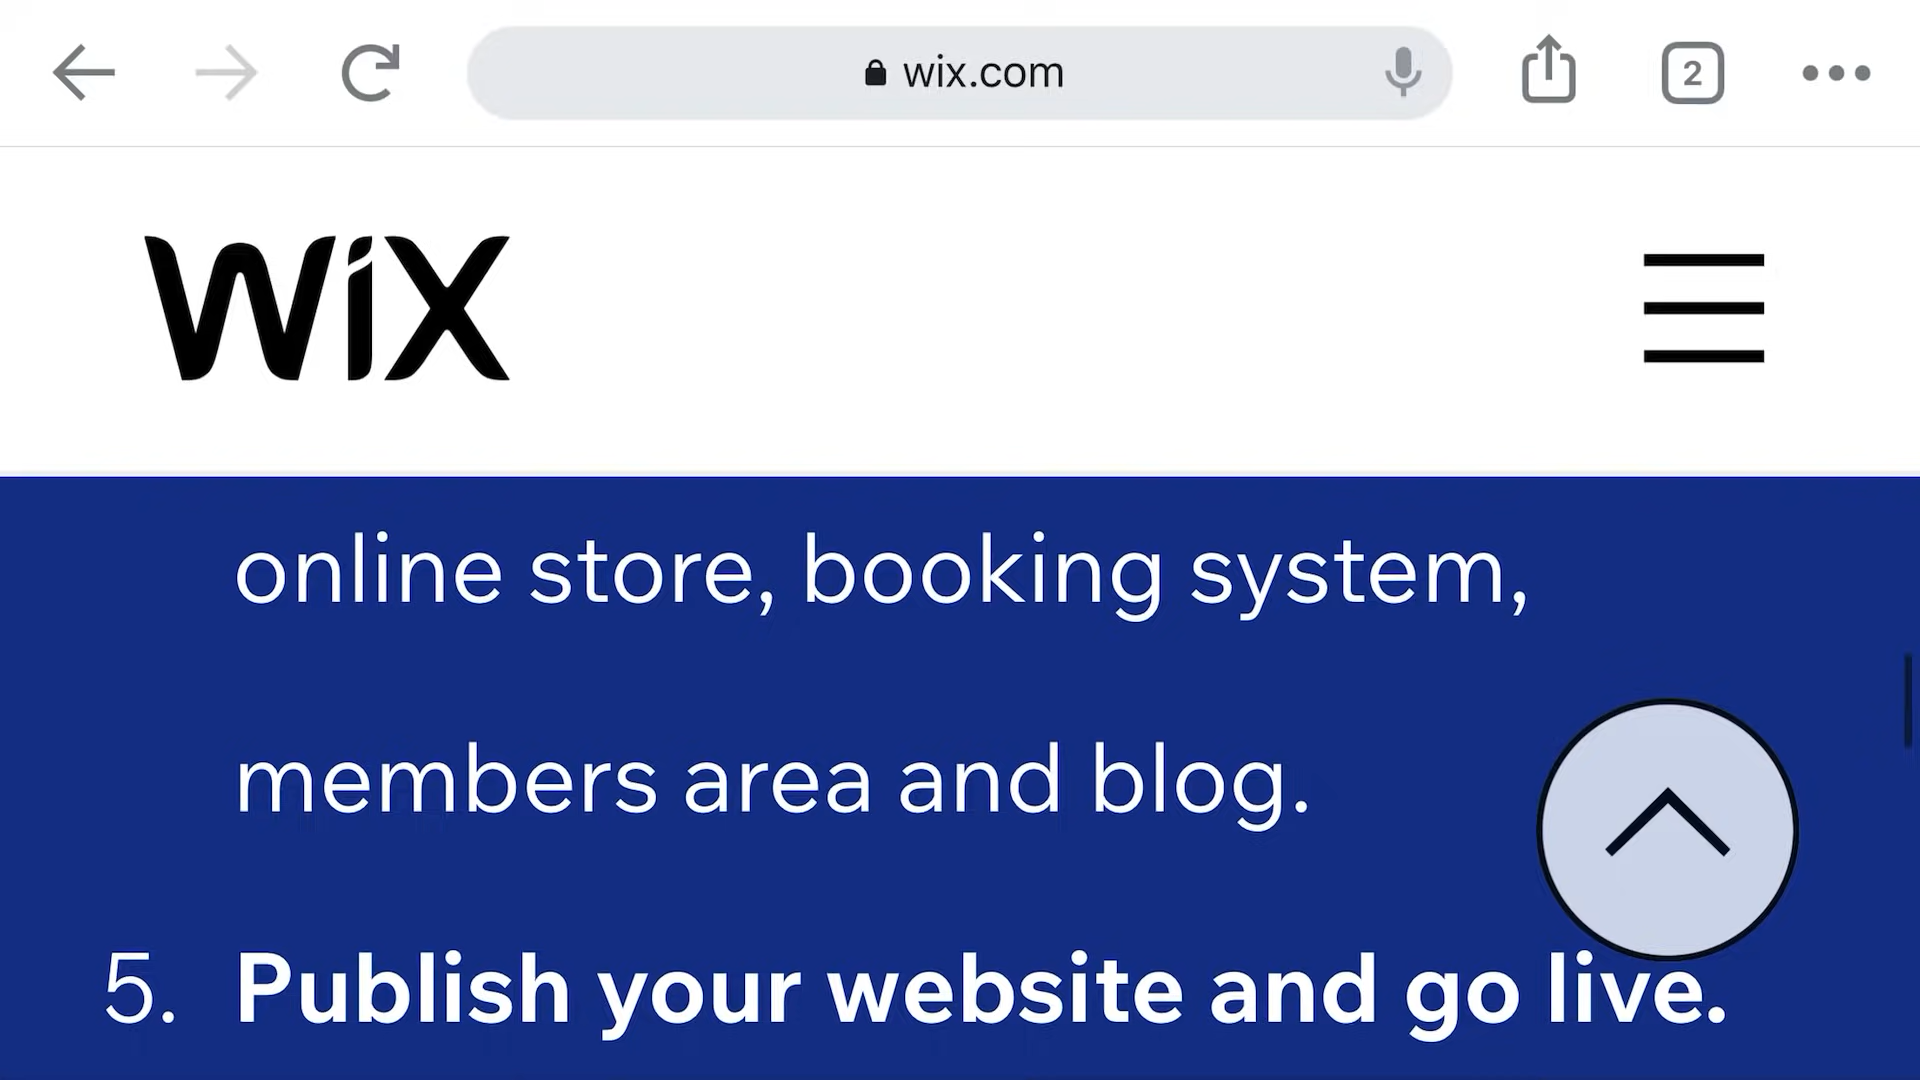 wix.com
2
WiX
online store, booking system,
members area and blog.
5. Publish your website and go live.